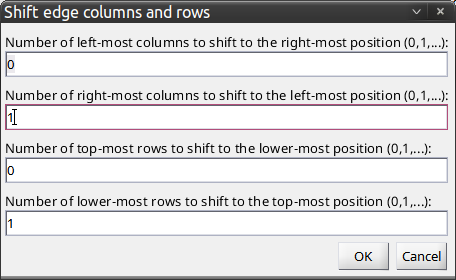 Shift edge columns and rows
Number of left-most columns to shift to the right-most position (0,1,...):
0
Number of right-most columns to shift to the left-most position (0,1,...):
1
Number of top-most rows to shift to the lower-most position (0,1,...):
0
Number of lower-most rows to shift to the top-most position (0,1,...):
1
OK Cancel